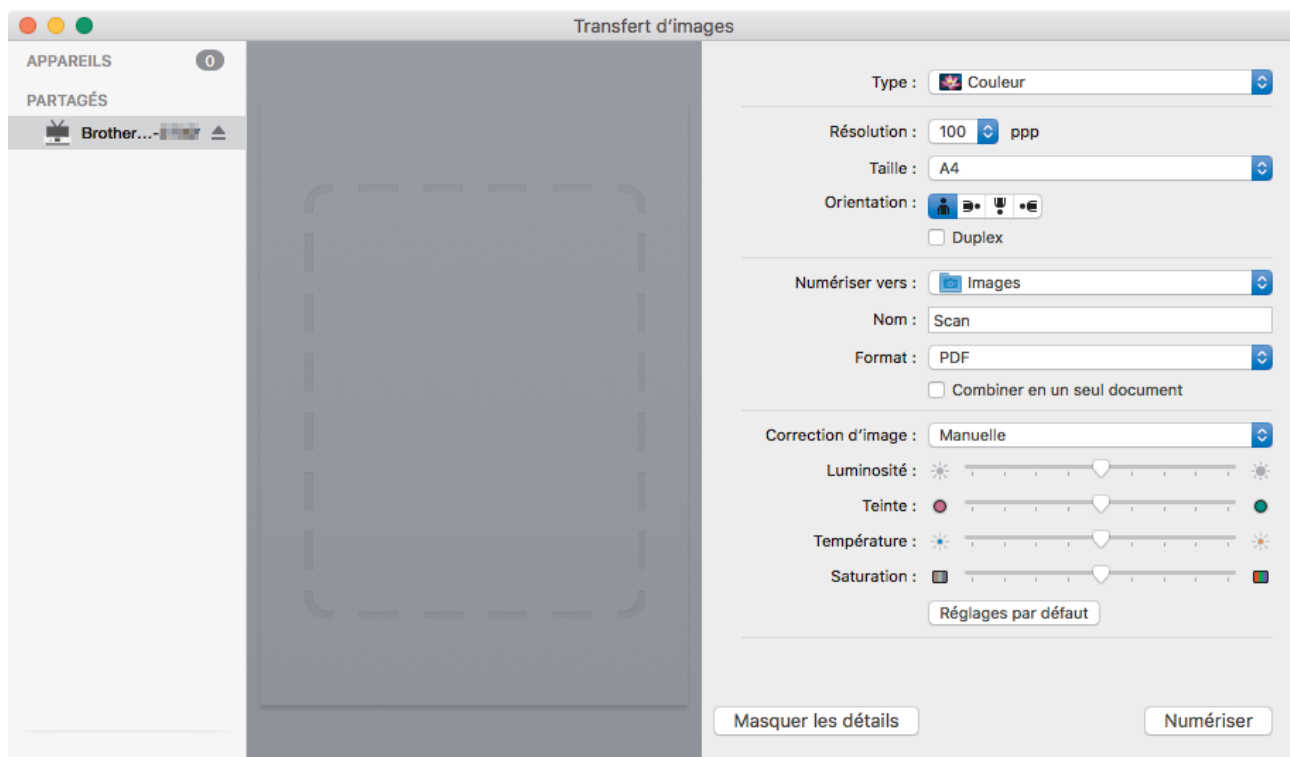 Transfert d'images
APPAREILS 0
PARTAGÉS
Brother...-
Type : Couleur
Résolution : 100 ppp
Taille : A4
Orientation :
Duplex
Numériser vers : Images
Nom : Scan
Format : PDF
Combiner en un seul document
Correction d'image : Manuelle
Luminosité :
Teinte :
Température :
Saturation :
Réglages par défaut
Masquer les détails Numériser